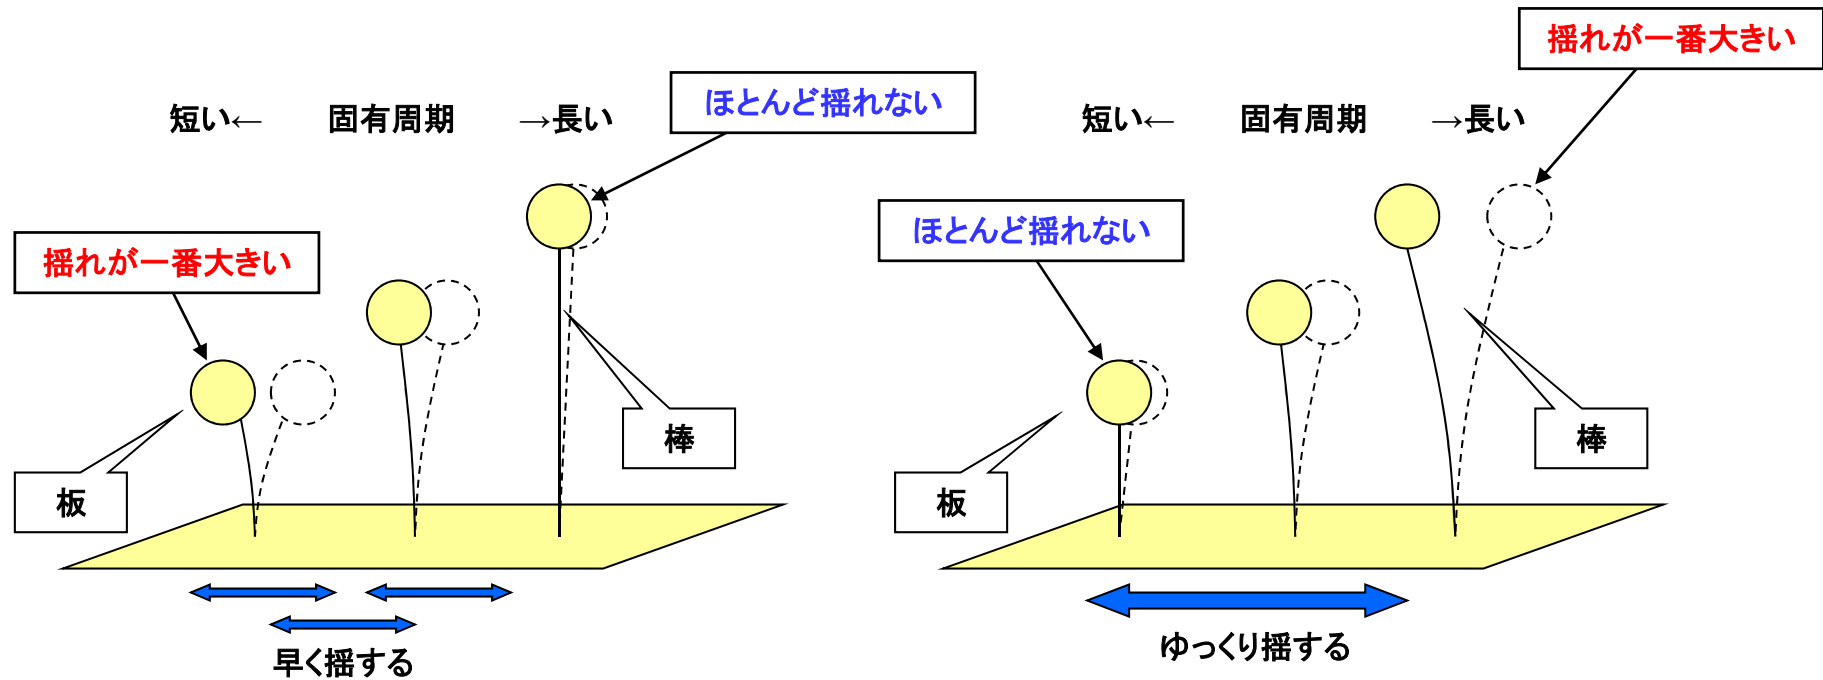 短い←　固有周期　→長い
ほとんど揺れない
揺れが一番大きい
棒
板
早く揺する
揺れが一番大きい
短い←　固有周期　→長い
ほとんど揺れない
棒
板
ゆっくり揺する